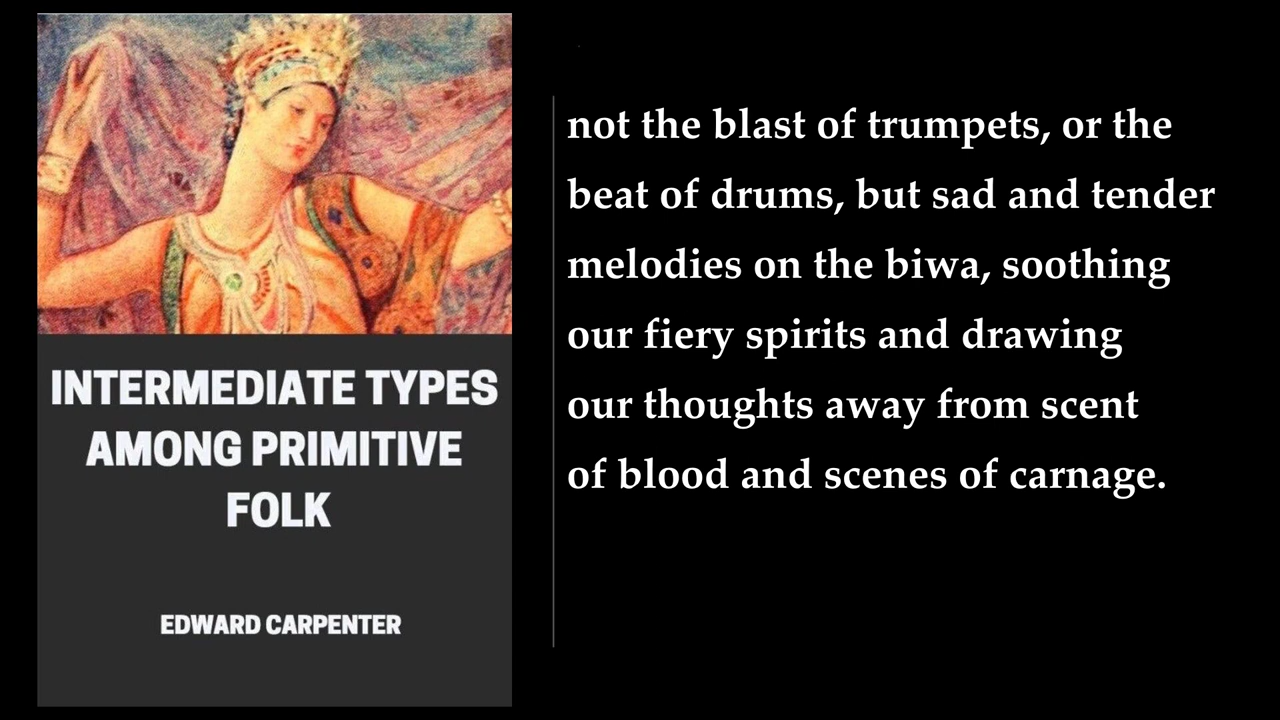 INTERMEDIATE TYPES
AMONG PRIMITIVE
FOLK
EDWARD CARPENTER
not the blast of trumpets, or the
beat of drums, but sad and tender
melodies on the biwa, soothing
our fiery spirits and drawing
our thoughts away from scent
of blood and scenes of carnage.